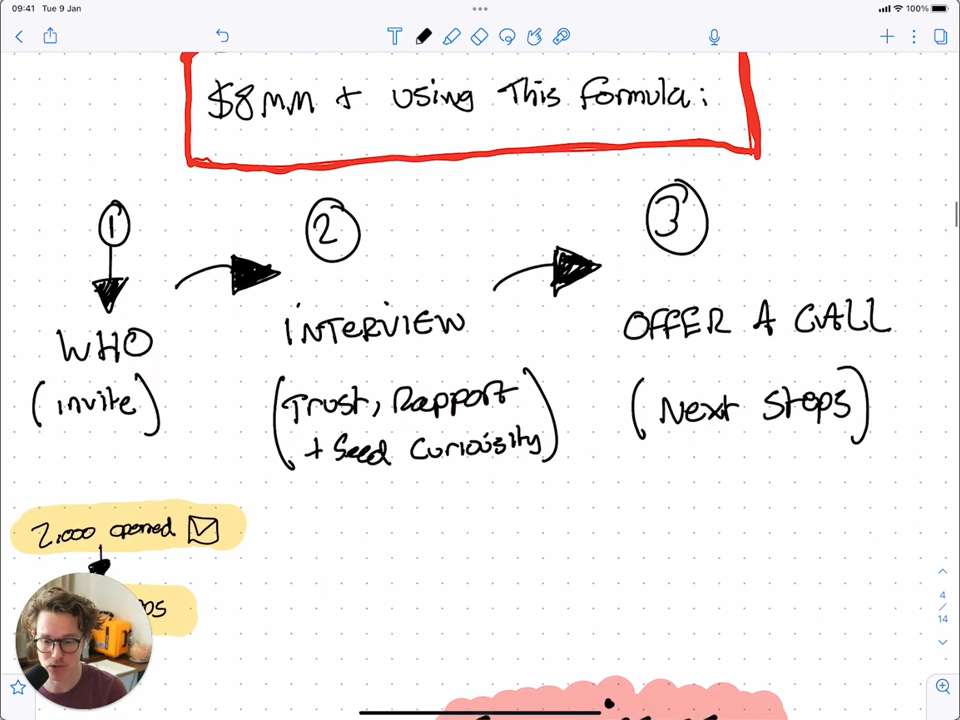 09:41 Tue 9 Jan
100%
$8MM + using This formula:
1
2
3
WHO
(invite)
INTERVIEW
(Trust, Rapport
+ Seed Curiousity)
OFFER A CALL
(Next Steps)
2,000 opened
4
/
14